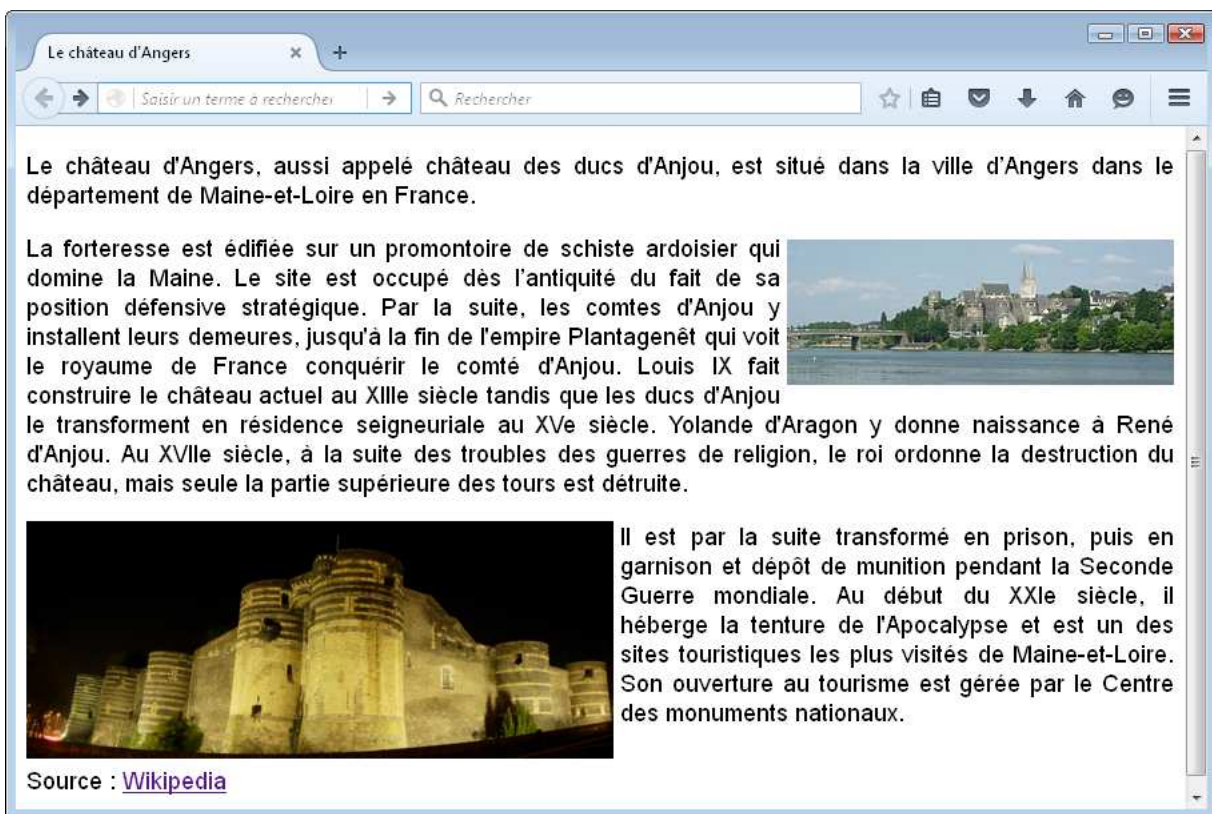 Le château d'Angers
Saisir un terme à rechercher
Rechercher
Le château d'Angers, aussi appelé château des ducs d'Anjou, est situé dans la ville d'Angers dans le
département de Maine-et-Loire en France.
La forteresse est édifiée sur un promontoire de schiste ardoisier qui
domine la Maine. Le site est occupé dès l'antiquité du fait de sa
position défensive stratégique. Par la suite, les comtes d'Anjou y
installent leurs demeures, jusqu'à la fin de l'empire Plantagenêt qui voit
le royaume de France conquérir le comté d'Anjou. Louis IX fait
construire le château actuel au XIIIe siècle tandis que les ducs d'Anjou
le transforment en résidence seigneuriale au XVe siècle. Yolande d'Aragon y donne naissance à René
d'Anjou. Au XVIIe siècle, à la suite des troubles des guerres de religion, le roi ordonne la destruction du
château, mais seule la partie supérieure des tours est détruite.
Il est par la suite transformé en prison, puis en
garnison et dépôt de munition pendant la Seconde
Guerre mondiale. Au début du XXIe siècle, il
héberge la tenture de l'Apocalypse et est un des
sites touristiques les plus visités de Maine-et-Loire.
Son ouverture au tourisme est gérée par le Centre
des monuments nationaux.
Source : Wikipedia